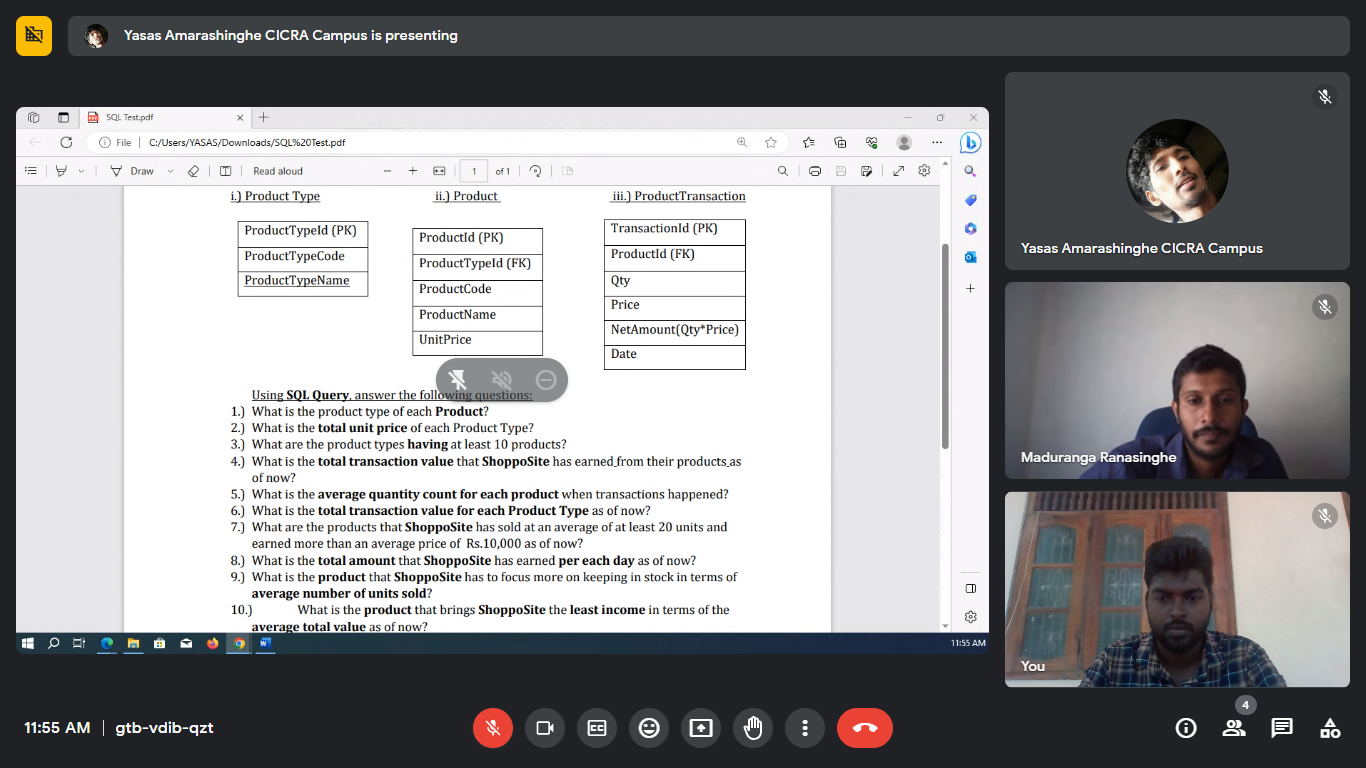 Yasas Amarashinghe CICRA Campus is presenting
SQL Test.pdf
File
C:/Users/YASAS/Downloads/SQL%20Test.pdf
Draw
Read aloud
1
of 1
i.) Product Type
ProductTypeId (PK)
ProductTypeCode
ProductTypeName
ii.) Product
ProductId (PK)
ProductTypeId (FK)
ProductCode
ProductName
UnitPrice
iii.) ProductTransaction
TransactionId (PK)
ProductId (FK)
Qty
Price
NetAmount(Qty*Price)
Date
Using SQL Query, answer the following questions:
1.) What is the product type of each Product?
2.) What is the total unit price of each Product Type?
3.) What are the product types having at least 10 products?
4.) What is the total transaction value that ShoppoSite has earned from their products as
of now?
5.) What is the average quantity count for each product when transactions happened?
6.) What is the total transaction value for each Product Type as of now?
7.) What are the products that ShoppoSite has sold at an average of at least 20 units and
earned more than an average price of Rs.10,000 as of now?
8.) What is the total amount that ShoppoSite has earned per each day as of now?
9.) What is the product that ShoppoSite has to focus more on keeping in stock in terms of
average number of units sold?
10.) What is the product that brings ShoppoSite the least income in terms of the
average total value as of now?
11:55 AM
Yasas Amarashinghe CICRA Campus
Maduranga Ranasinghe
You
11:55 AM | gtb-vdib-qzt
4